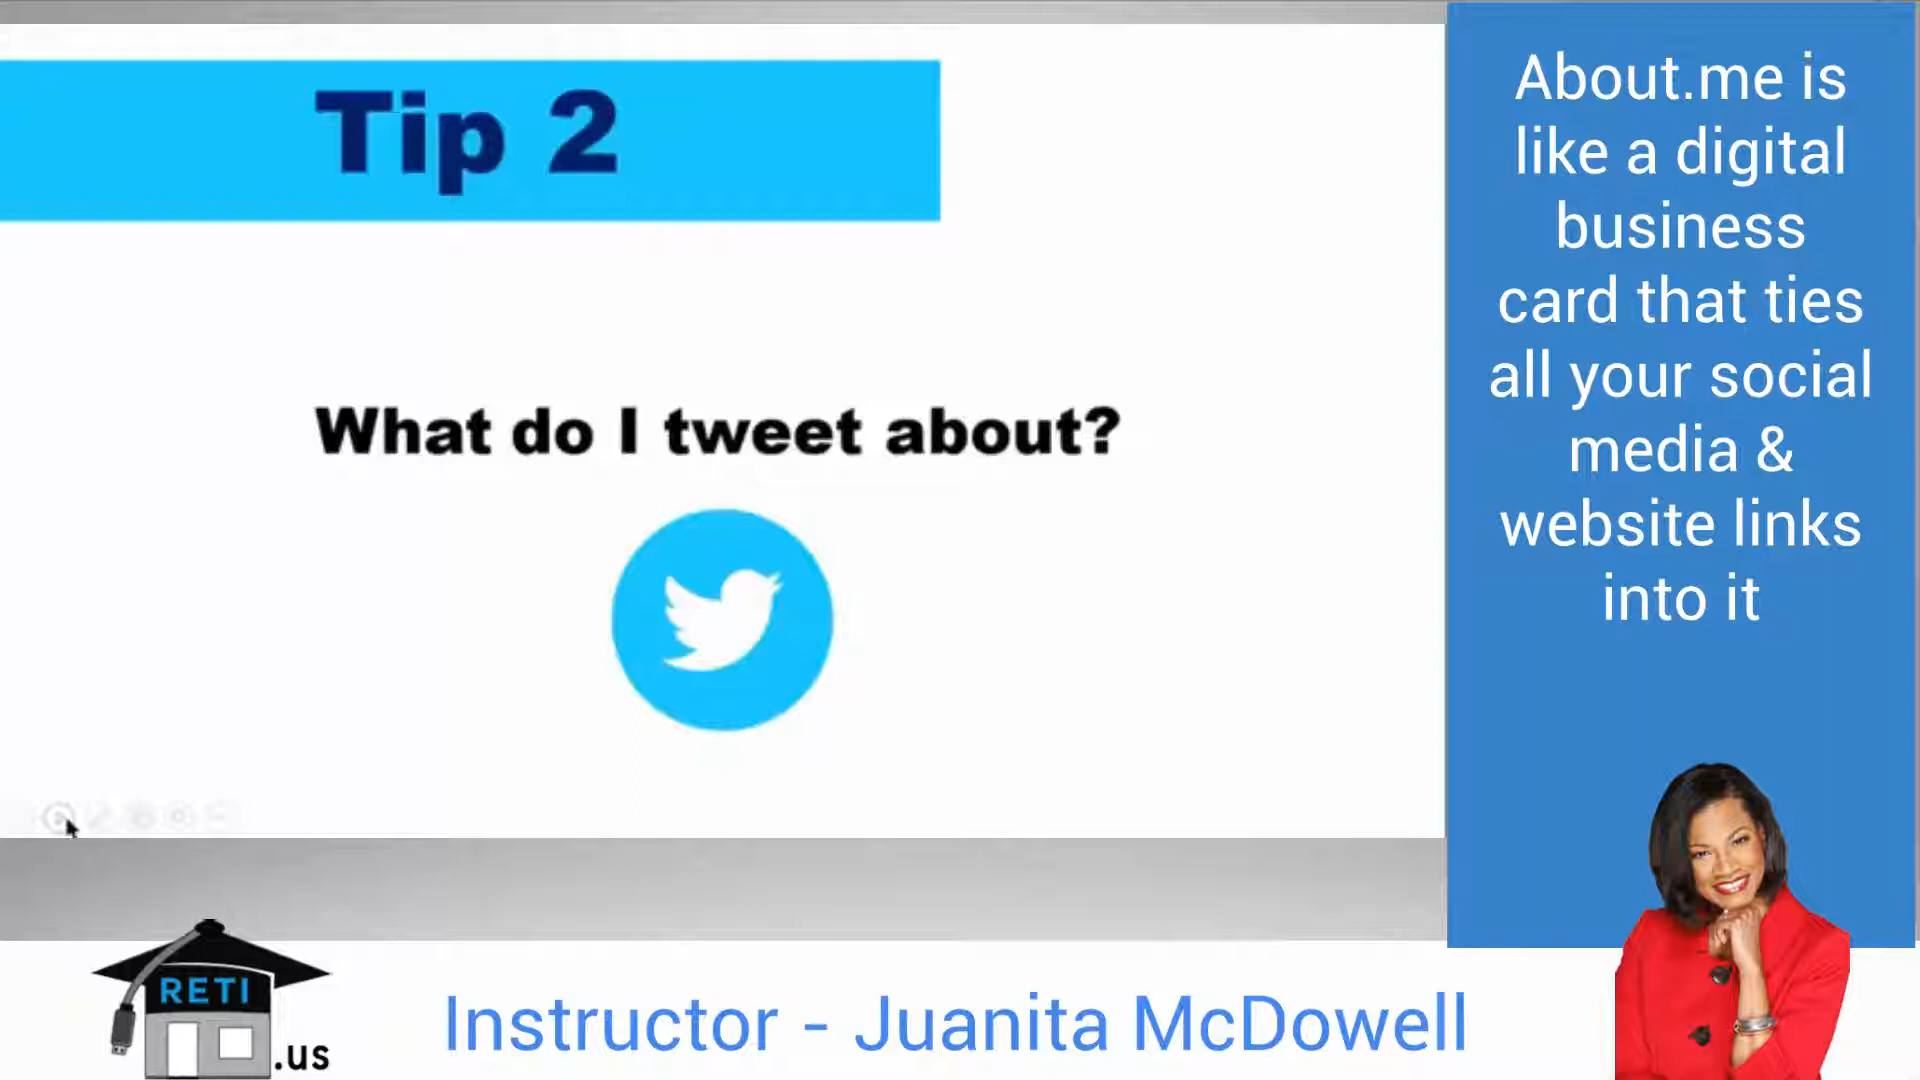 Tip 2
What do I tweet about?
About.me is
like a digital
business
card that ties
all your social
media &
website links
into it
RETI
.us
Instructor - Juanita McDowell